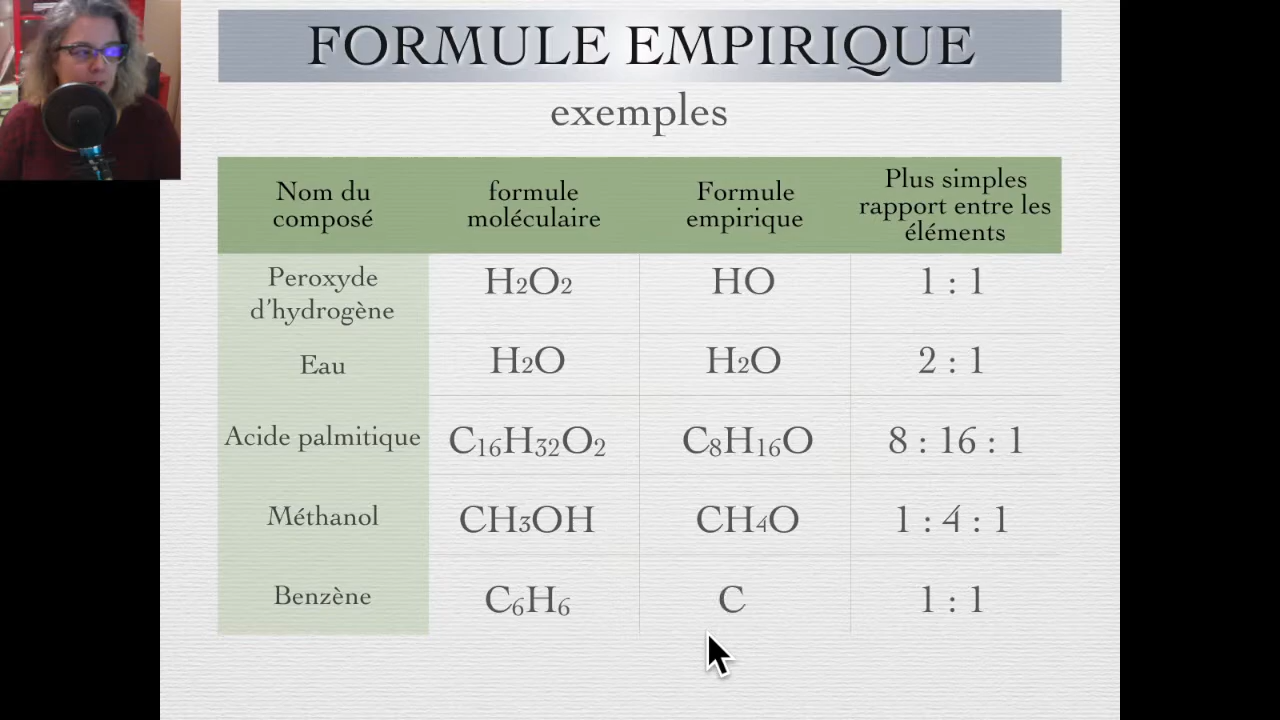 FORMULE EMPIRIQUE
exemples
Nom du
composé
formule
moléculaire
Formule
empirique
Plus simples
rapport entre les
éléments
Peroxyde
d'hydrogène
H₂O₂
HO
1 : 1
Eau
H₂O
H₂O
2 : 1
Acide palmitique
C₁₆H₃₂O₂
C₈H₁₆O
8 : 16 : 1
Méthanol
CH₃OH
CH₄O
1 : 4 : 1
Benzène
C₆H₆
C
1 : 1